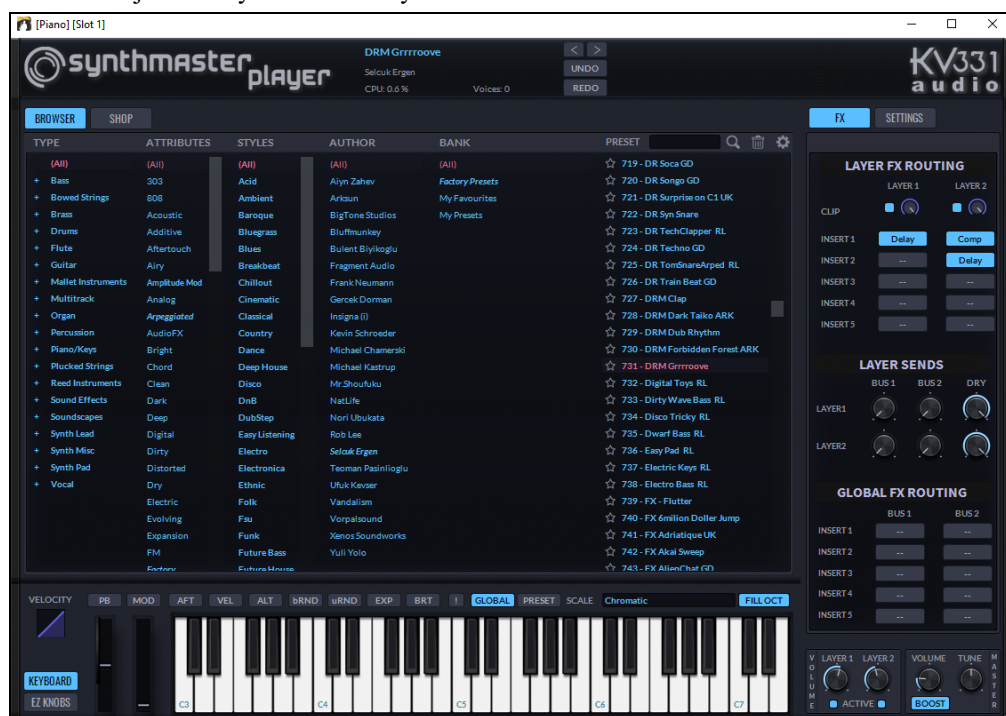 [Piano] [Slot 1]
synthmaster player
DRM Grrrroove
Selcuk Ergen
CPU: 0.6 %
Voices: 0
< >
UNDO
REDO
KV331
audio
BROWSER SHOP
FX SETTINGS
TYPE ATTRIBUTES STYLES AUTHOR BANK PRESET
(All) (All) (All) (All) (All) 719 - DR Soca GD
+ Bass 303 Acid Aiyn Zahev Factory Presets 720 - DR Songo GD
+ Bowed Strings 808 Ambient Arksun My Favourites 721 - DR Surprise on C1 UK
+ Brass Acoustic Baroque BigTone Studios My Presets 722 - DR Syn Snare
+ Drums Additive Bluegrass Bluffmunkey 723 - DR TechClapper RL
+ Flute Aftertouch Blues Bulent Biyikoglu 724 - DR Techno GD
+ Guitar Airy Breakbeat Fragment Audio 725 - DR TomSnareArped RL
+ Mallet Instruments Amplitude Mod Chillout Frank Neumann 726 - DR Train Beat GD
+ Multitrack Analog Cinematic Gercek Dorman 727 - DRM Clap
+ Organ Arpeggiated Classical Insigna (i) 728 - DRM Dark Taiko ARK
+ Percussion AudioFX Country Kevin Schroeder 729 - DRM Dub Rhythm
+ Piano/Keys Bright Dance Michael Chamerski 730 - DRM Forbidden Forest ARK
+ Plucked Strings Chord Deep House Michael Kastrup 731 - DRM Grrrroove
+ Reed Instruments Clean Disco Mr.Shoufuku 732 - Digital Toys RL
+ Sound Effects Dark DnB NatLife 733 - Dirty Wave Bass RL
+ Soundscapes Deep DubStep Nori Ubukata 734 - Disco Tricky RL
+ Synth Lead Digital Easy Listening Rob Lee 735 - Dwarf Bass RL
+ Synth Misc Dirty Electro Selcuk Ergen 736 - Easy Pad RL
+ Synth Pad Distorted Electronica Teoman Pasinlioglu 737 - Electric Keys RL
+ Vocal Dry Ethnic Ufuk Kevser 738 - Electro Bass RL
Electric Folk Vandalism 739 - FX - Flutter
Evolving Fsu Vorpalsound 740 - FX 6milion Doller Jump
Expansion Funk Xenos Soundworks 741 - FX Adriatique UK
FM Future Bass Yuli Yolo 742 - FX Akai Sweep
Factory Future House 743 - FX AlienChat GD
LAYER FX ROUTING
LAYER 1 LAYER 2
CLIP
INSERT 1 Delay Comp
INSERT 2 -- Delay
INSERT 3 -- --
INSERT 4 -- --
INSERT 5 -- --
LAYER SENDS
BUS 1 BUS 2 DRY
LAYER1
LAYER2
GLOBAL FX ROUTING
BUS 1 BUS 2
INSERT 1 -- --
INSERT 2 -- --
INSERT 3 -- --
INSERT 4 -- --
INSERT 5 -- --
VELOCITY PB MOD AFT VEL ALT bRND uRND EXP BRT ! GLOBAL PRESET SCALE Chromatic FILL OCT
KEYBOARD
EZ KNOBS
C3 C4 C5 C6 C7
VOLUME LAYER 1 LAYER 2 VOLUME TUNE MASTER
ACTIVE BOOST